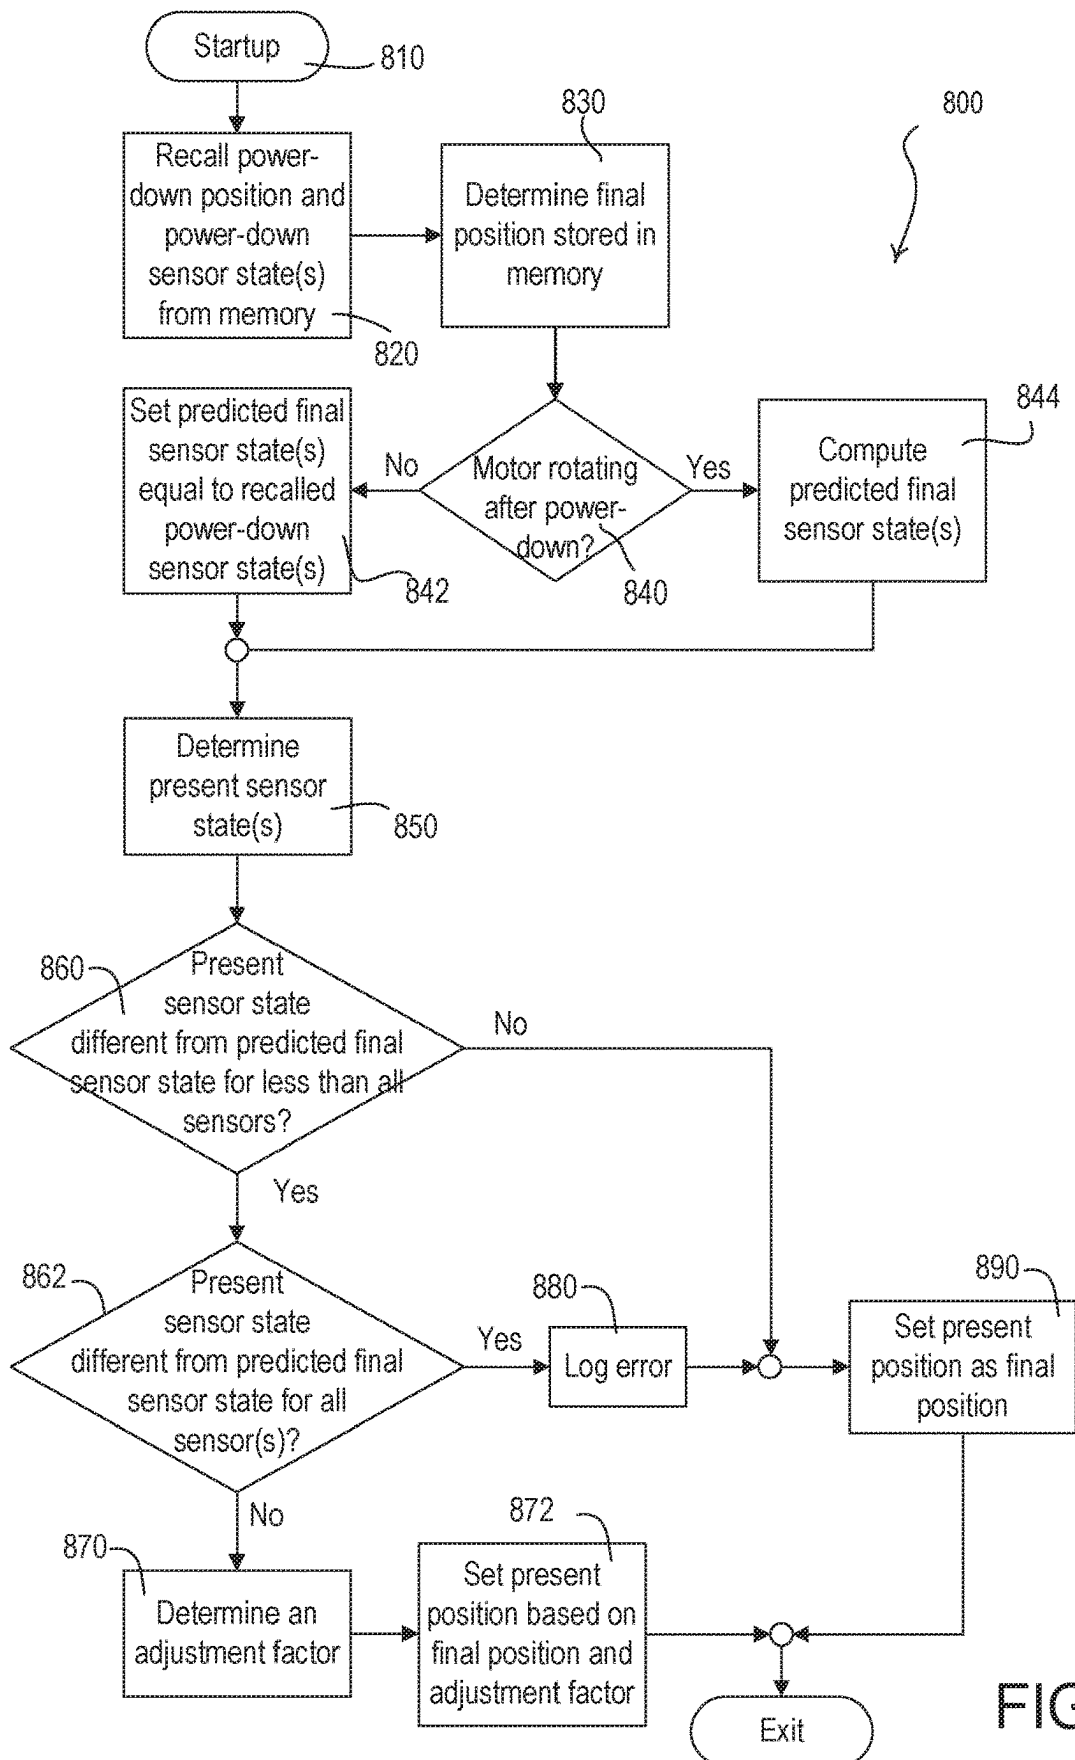 Startup
810
800
830
Recall power-
down position and
power-down
sensor state(s)
from memory
820
Determine final
position stored in
memory
Set predicted final
sensor state(s)
equal to recalled
power-down
sensor state(s)
842
No
Motor rotating
after power-
down?
840
Yes
844
Compute
predicted final
sensor state(s)
Determine
present sensor
state(s)
850
860
Present
sensor state
different from predicted final
sensor state for less than all
sensors?
No
Yes
862
Present
sensor state
different from predicted final
sensor state for all
sensor(s)?
Yes
880
Log error
890
Set present
position as final
position
No
870
Determine an
adjustment factor
872
Set present
position based on
final position and
adjustment factor
Exit